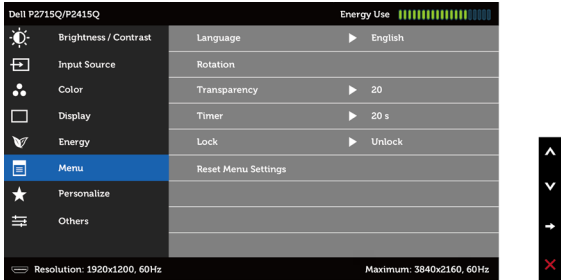 Dell P2715Q/P2415Q Energy Use
Brightness / Contrast Language English
Input Source Rotation
Color Transparency 20
Display Timer 20 s
Energy Lock Unlock
Menu Reset Menu Settings
Personalize
Others
Resolution: 1920x1200, 60Hz Maximum: 3840x2160, 60Hz